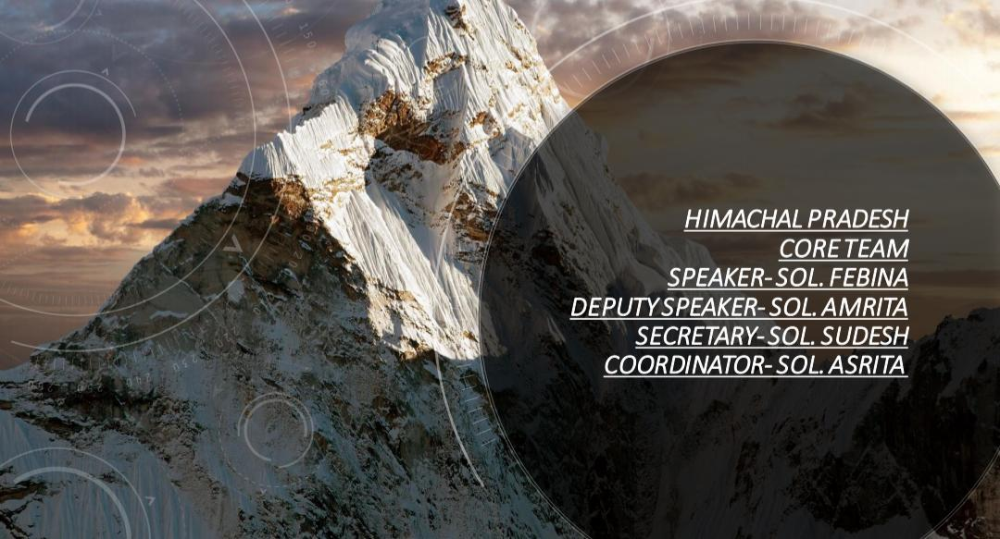 HIMACHAL PRADESH
CORE TEAM
SPEAKER- SOL. FEBINA
DEPUTY SPEAKER- SOL. AMRITA
SECRETARY- SOL. SUDESH
COORDINATOR- SOL. ASRITA